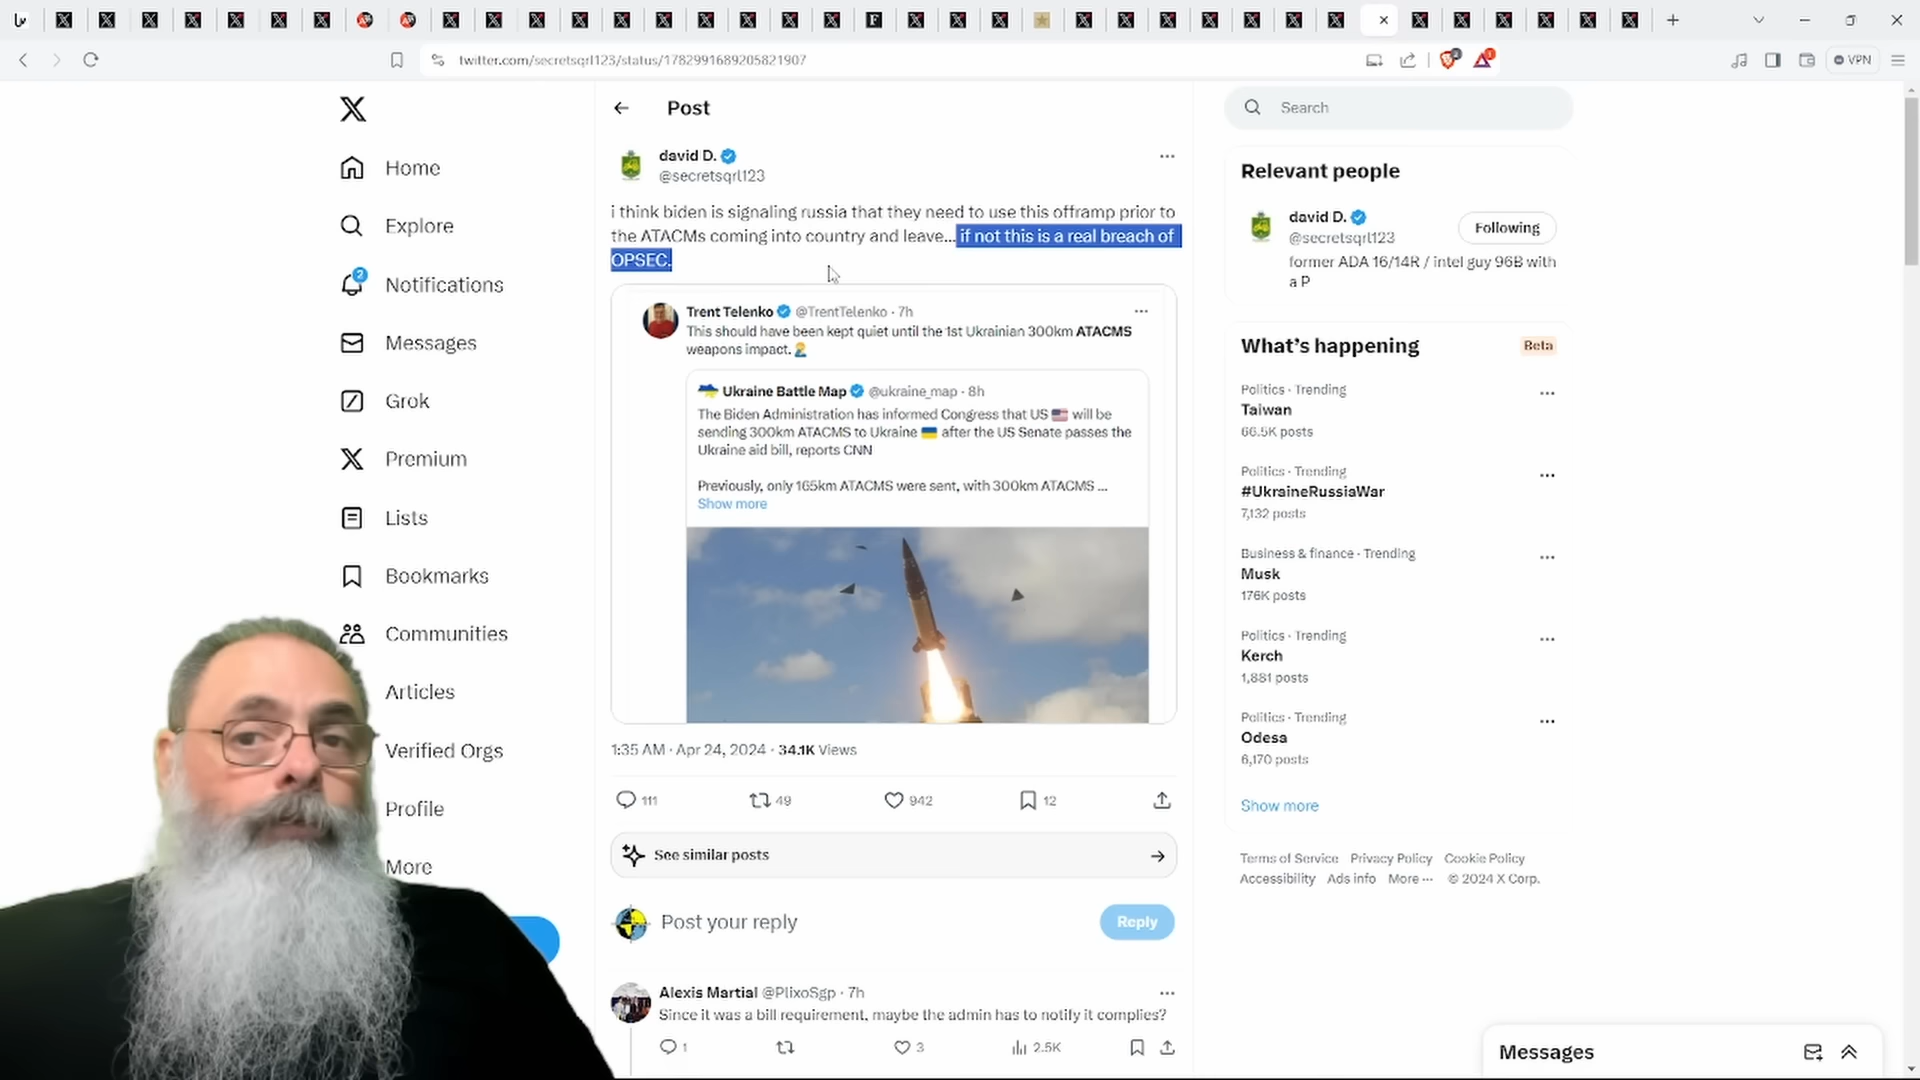 twitter.com/secretsqrl123/status/1782991689205821907
VPN
Home
Explore
2
Notifications
Messages
Grok
Premium
Lists
Bookmarks
Communities
Articles
Verified Orgs
Profile
More
Post
david D.
@secretsqrl123
i think biden is signaling russia that they need to use this offramp prior to
the ATACMs coming into country and leave... if not this is a real breach of
OPSEC.
Trent Telenko @TrentTelenko · 7h
This should have been kept quiet until the 1st Ukrainian 300km ATACMS
weapons impact.
Ukraine Battle Map @ukraine_map · 8h
The Biden Administration has informed Congress that US will be
sending 300km ATACMS to Ukraine after the US Senate passes the
Ukraine aid bill, reports CNN
Previously, only 165km ATACMS were sent, with 300km ATACMS ...
Show more
1:35 AM · Apr 24, 2024 · 34.1K Views
111 49 942 12
See similar posts
Post your reply
Reply
Alexis Martial @PlixoSgp · 7h
Since it was a bill requirement, maybe the admin has to notify it complies?
1 3 2.5K
Search
Relevant people
david D.
@secretsqrl123
Following
former ADA 16/14R / intel guy 96B with
a P
What's happening
Beta
Politics · Trending
Taiwan
66.5K posts
Politics · Trending
#UkraineRussiaWar
7,132 posts
Business & finance · Trending
Musk
176K posts
Politics · Trending
Kerch
1,881 posts
Politics · Trending
Odesa
6,170 posts
Show more
Terms of Service Privacy Policy Cookie Policy
Accessibility Ads info More ··· © 2024 X Corp.
Messages